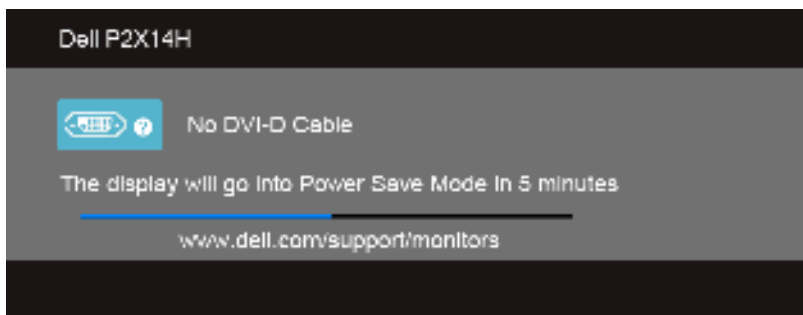 Dell P2X14H
No DVI-D Cable
The display will go into Power Save Mode in 5 minutes
www.dell.com/support/monitors